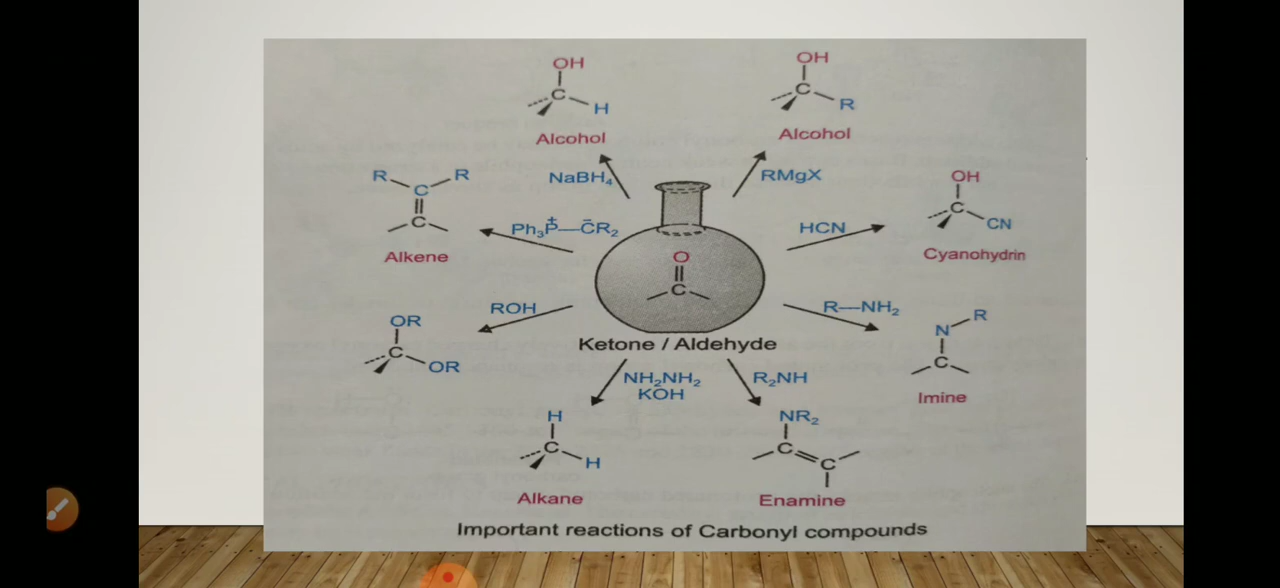 OH
C
H
Alcohol
OH
C
R
Alcohol
NaBH₄
RMgX
R
R
C
C
Alkene
Ph₃P⁺—C̄R₂
HCN
OH
C
CN
Cyanohydrin
O
C
Ketone / Aldehyde
ROH
OR
C
OR
R—NH₂
R
N
C
Imine
NH₂NH₂
KOH
R₂NH
H
C
H
Alkane
NR₂
C
C
Enamine
Important reactions of Carbonyl compounds